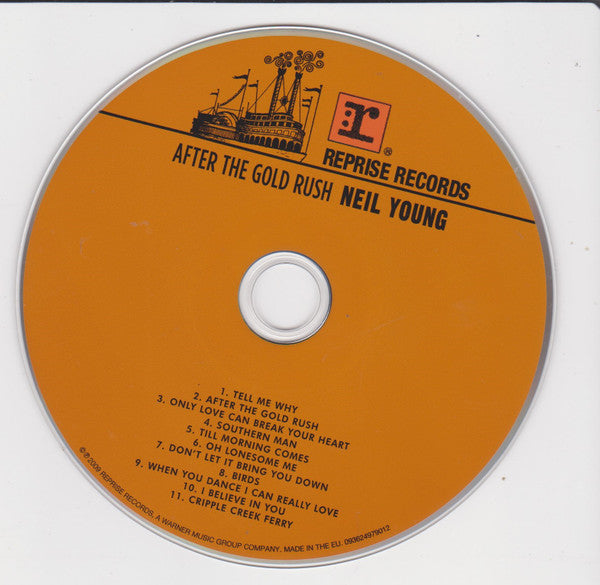 r
®
REPRISE RECORDS
AFTER THE GOLD RUSH NEIL YOUNG
1. TELL ME WHY
2. AFTER THE GOLD RUSH
3. ONLY LOVE CAN BREAK YOUR HEART
4. SOUTHERN MAN
5. TILL MORNING COMES
6. OH LONESOME ME
7. DON'T LET IT BRING YOU DOWN
8. BIRDS
9. WHEN YOU DANCE I CAN REALLY LOVE
10. I BELIEVE IN YOU
11. CRIPPLE CREEK FERRY
©℗2009 REPRISE RECORDS. A WARNER MUSIC GROUP COMPANY. MADE IN THE EU. 093624979012